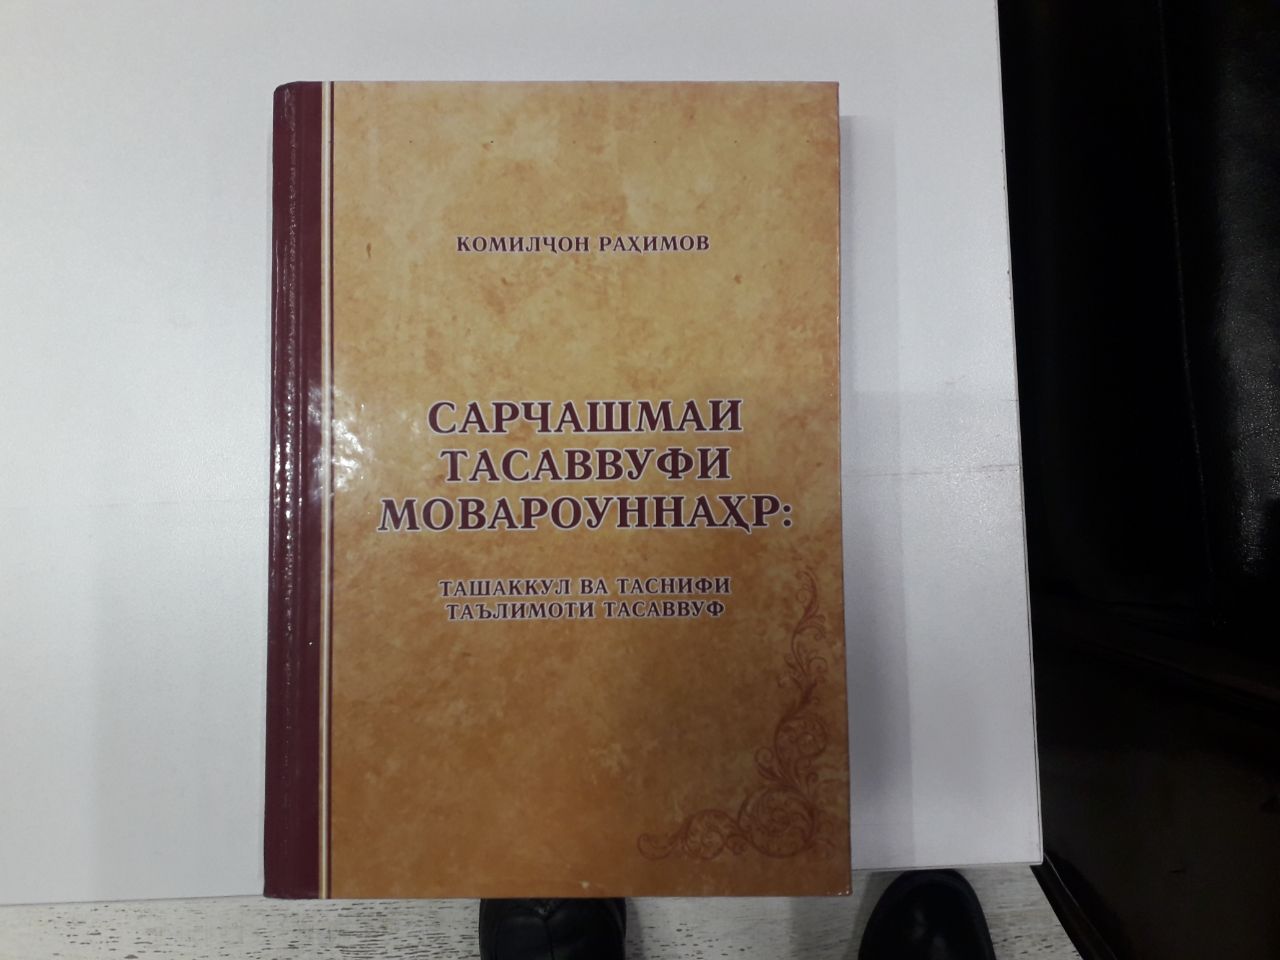 КОМИЛҶОН РАҲИМОВ
САРЧАШМАИ
ТАСАВВУФИ
МОВАРОУННАҲР:
ТАШАККУЛ ВА ТАСНИФИ
ТАЪЛИМОТИ ТАСАВВУФ